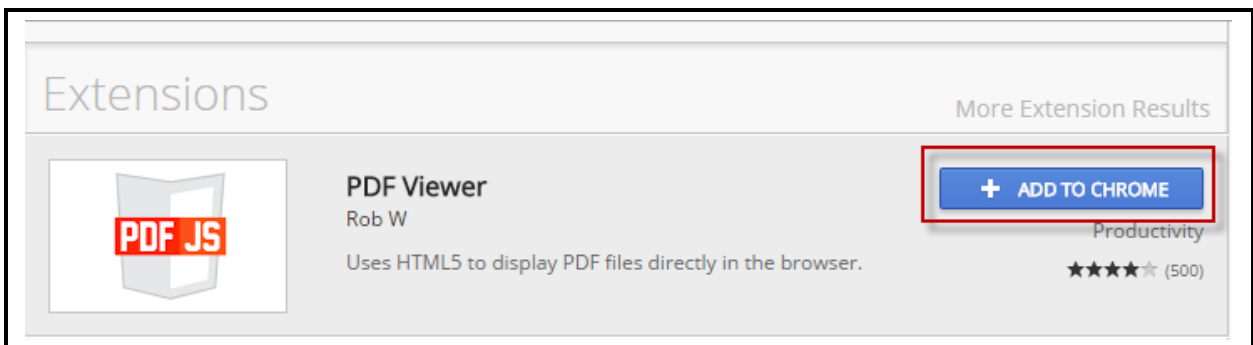 Extensions
More Extension Results
PDF JS
PDF Viewer
Rob W
Uses HTML5 to display PDF files directly in the browser.
+ ADD TO CHROME
Productivity
(500)